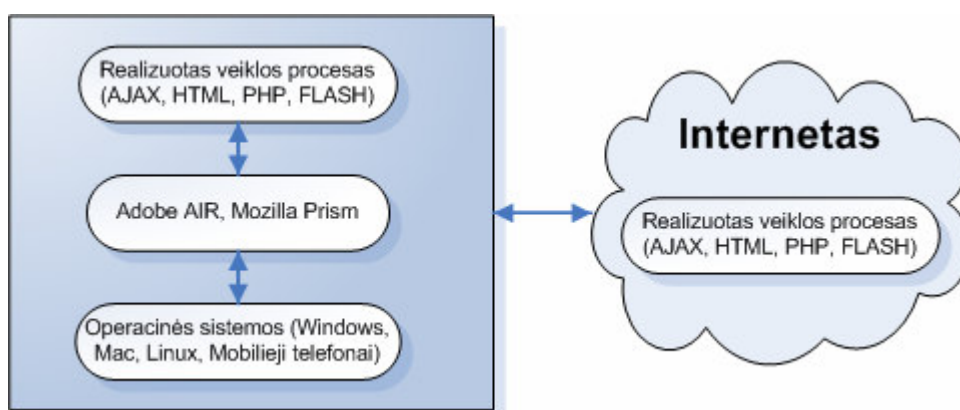 Realizuotas veiklos procesas
(AJAX, HTML, PHP, FLASH)
Adobe AIR, Mozilla Prism
Operacinės sistemos (Windows,
Mac, Linux, Mobilieji telefonai)
Internetas
Realizuotas veiklos procesas
(AJAX, HTML, PHP, FLASH)